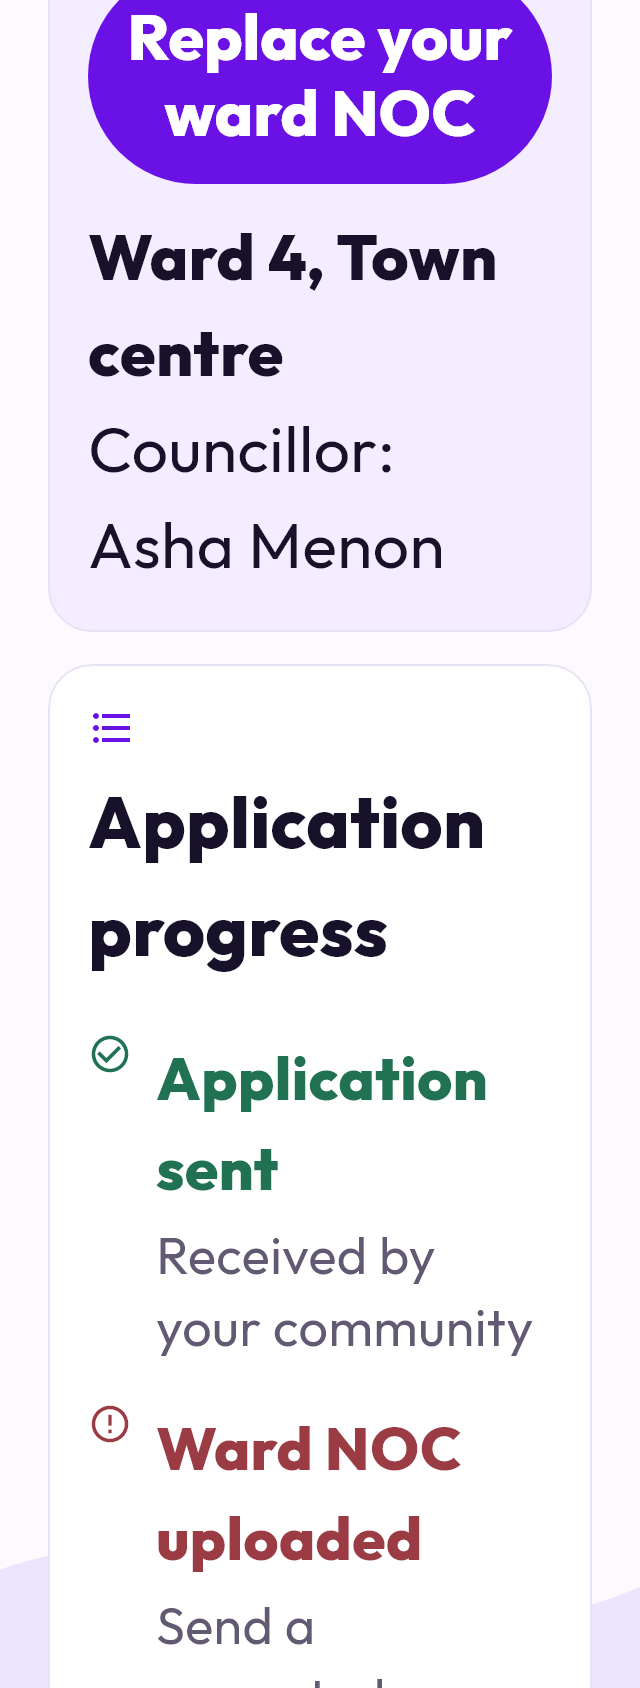 Replace your
ward NOC
Ward 4, Town
centre
Councillor:
Asha Menon
Application
progress
Application
sent
Received by
your community
Ward NOC
uploaded
Send a